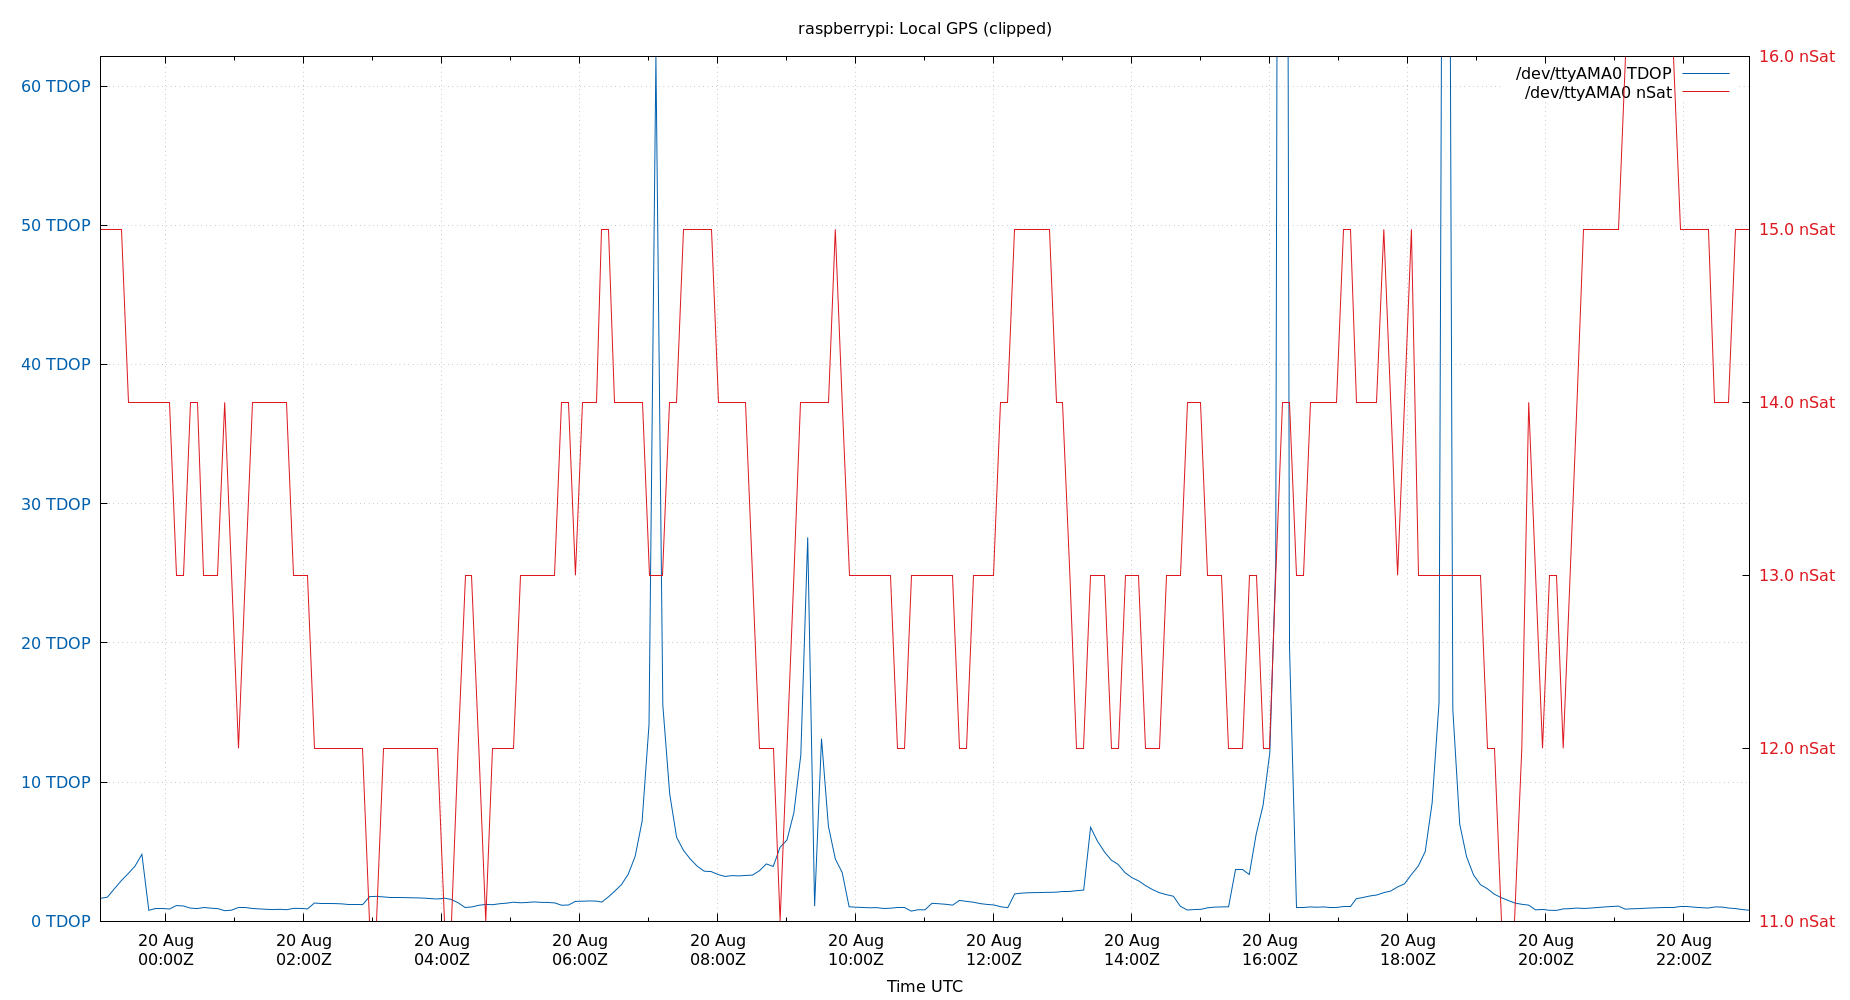 raspberrypi: Local GPS (clipped)
16.0 nSat
/dev/ttyAMA0 TDOP
60 TDOP
/dev/ttyAMA0 nSat
50 TDOP
15.0 nSat
14.0 nSat
40 TDOP
30 TDOP
13.0 nSat
20 TDOP
12.0 nSat
10 TDOP
0 TDOP
11.0 nSat
20 Aug 20 Aug 20 Aug 20 Aug 20 Aug 20 Aug 20 Aug 20 Aug 20 Aug 20 Aug 20 Aug 20 Aug
00:00Z 02:00Z 04:00Z 06:00Z 08:00Z 10:00Z 12:00Z 14:00Z 16:00Z 18:00Z 20:00Z 22:00Z
Time UTC